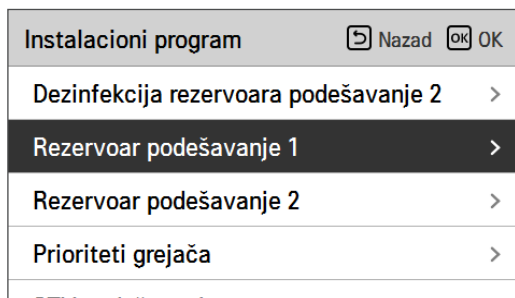 Instalacioni program Nazad OK OK
Dezinfekcija rezervoara podešavanje 2
Rezervoar podešavanje 1
Rezervoar podešavanje 2
Prioriteti grejača